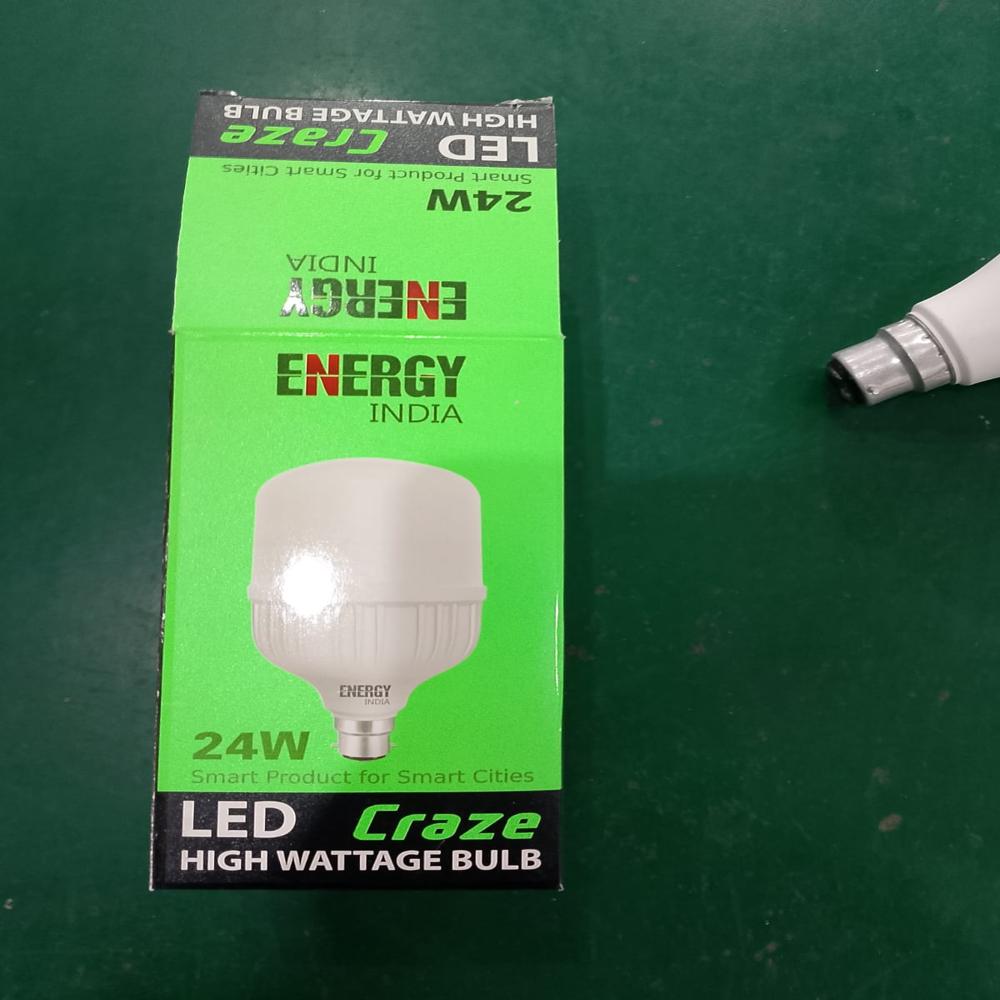 LED Craze
HIGH WATTAGE BULB
24W
Smart Product for Smart Cities
ENERGY
INDIA
ENERGY
INDIA
ENERGY
INDIA
24W
Smart Product for Smart Cities
LED Craze
HIGH WATTAGE BULB